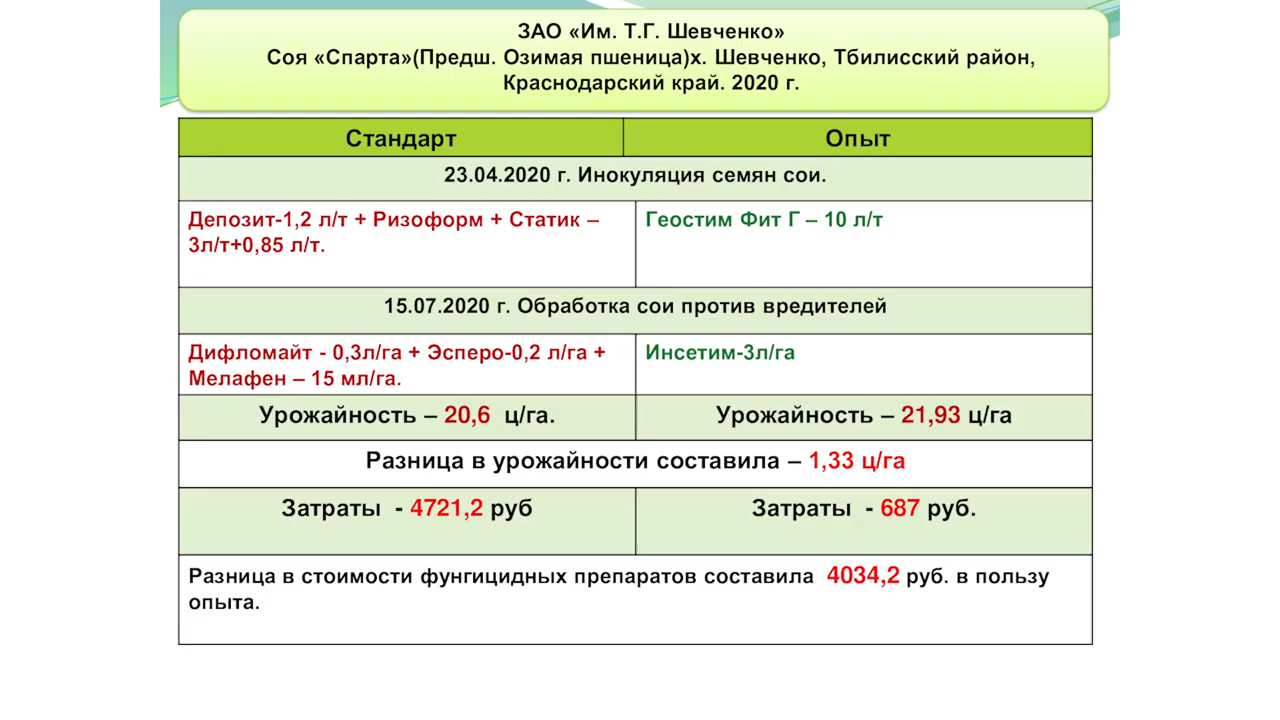 ЗАО «Им. Т.Г. Шевченко»
Соя «Спарта»(Предш. Озимая пшеница)х. Шевченко, Тбилисский район,
Краснодарский край. 2020 г.
Стандарт
Опыт
23.04.2020 г. Инокуляция семян сои.
Депозит-1,2 л/т + Ризоформ + Статик –
3л/т+0,85 л/т.
Геостим Фит Г – 10 л/т
15.07.2020 г. Обработка сои против вредителей
Дифломайт - 0,3л/га + Эсперо-0,2 л/га +
Мелафен – 15 мл/га.
Инсетим-3л/га
Урожайность – 20,6 ц/га.
Урожайность – 21,93 ц/га
Разница в урожайности составила – 1,33 ц/га
Затраты - 4721,2 руб
Затраты - 687 руб.
Разница в стоимости фунгицидных препаратов составила 4034,2 руб. в пользу
опыта.